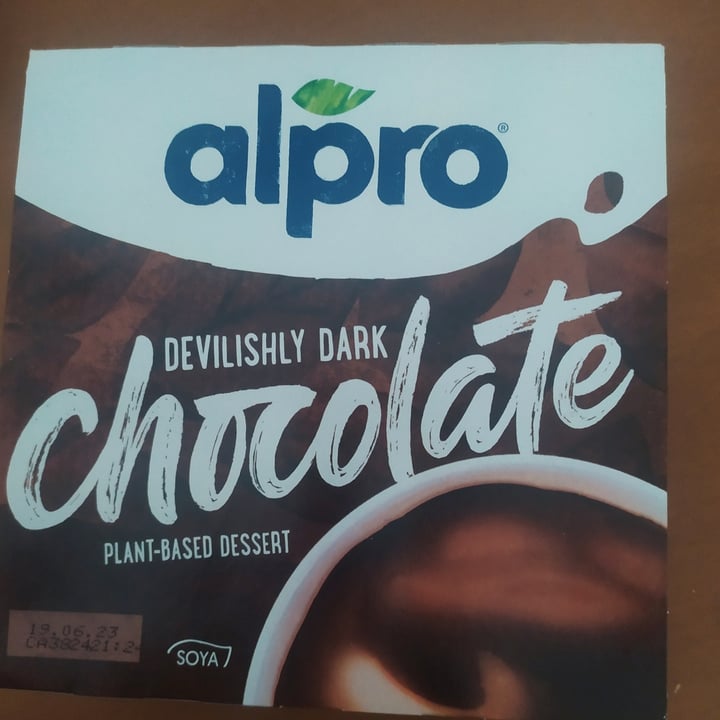 alpro®
DEVILISHLY DARK
chocolate
PLANT-BASED DESSERT
19.06.23
SOYA